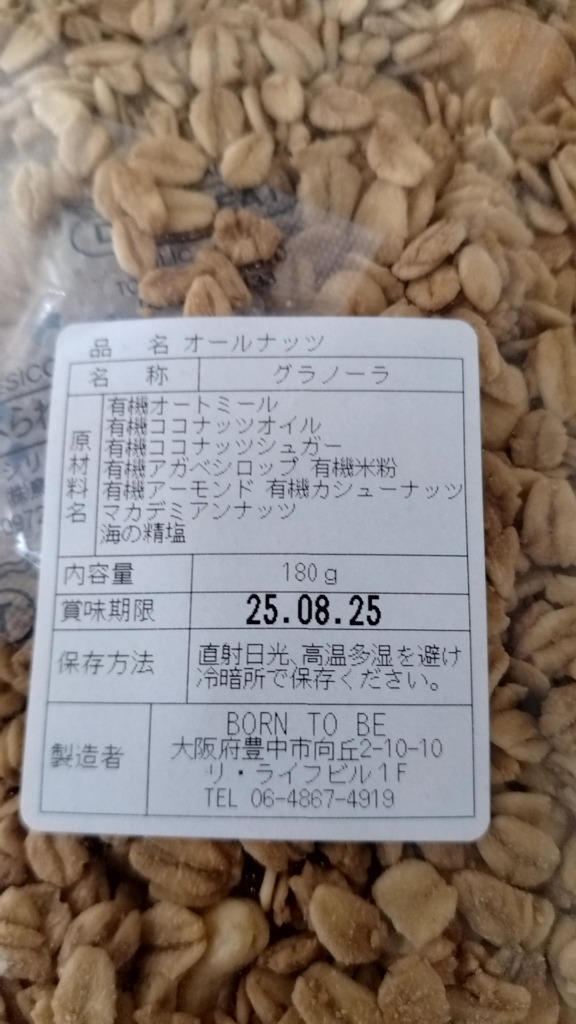 品 名 オールナッツ
名 称 グラノーラ
原材料名
有機オートミール
有機ココナッツオイル
有機ココナッツシュガー
有機アガベシロップ 有機米粉
有機アーモンド 有機カシューナッツ
マカデミアンナッツ
海の精塩
内容量 180g
賞味期限 25.08.25
保存方法 直射日光、高温多湿を避け
冷暗所で保存ください。
製造者 BORN TO BE
大阪府豊中市向丘2-10-10
リ・ライフビル1F
TEL 06-4867-4919